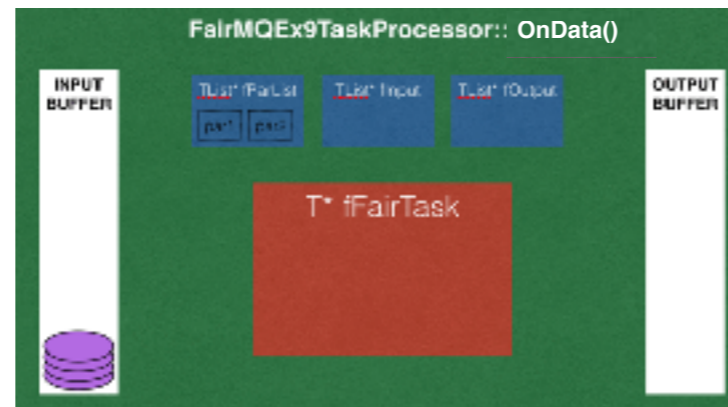 FairMQEx9TaskProcessor:: OnData()
INPUT
BUFFER
TList* fParList
TList* fInput
TList* fOutput
OUTPUT
BUFFER
par1
par2
T* fFairTask